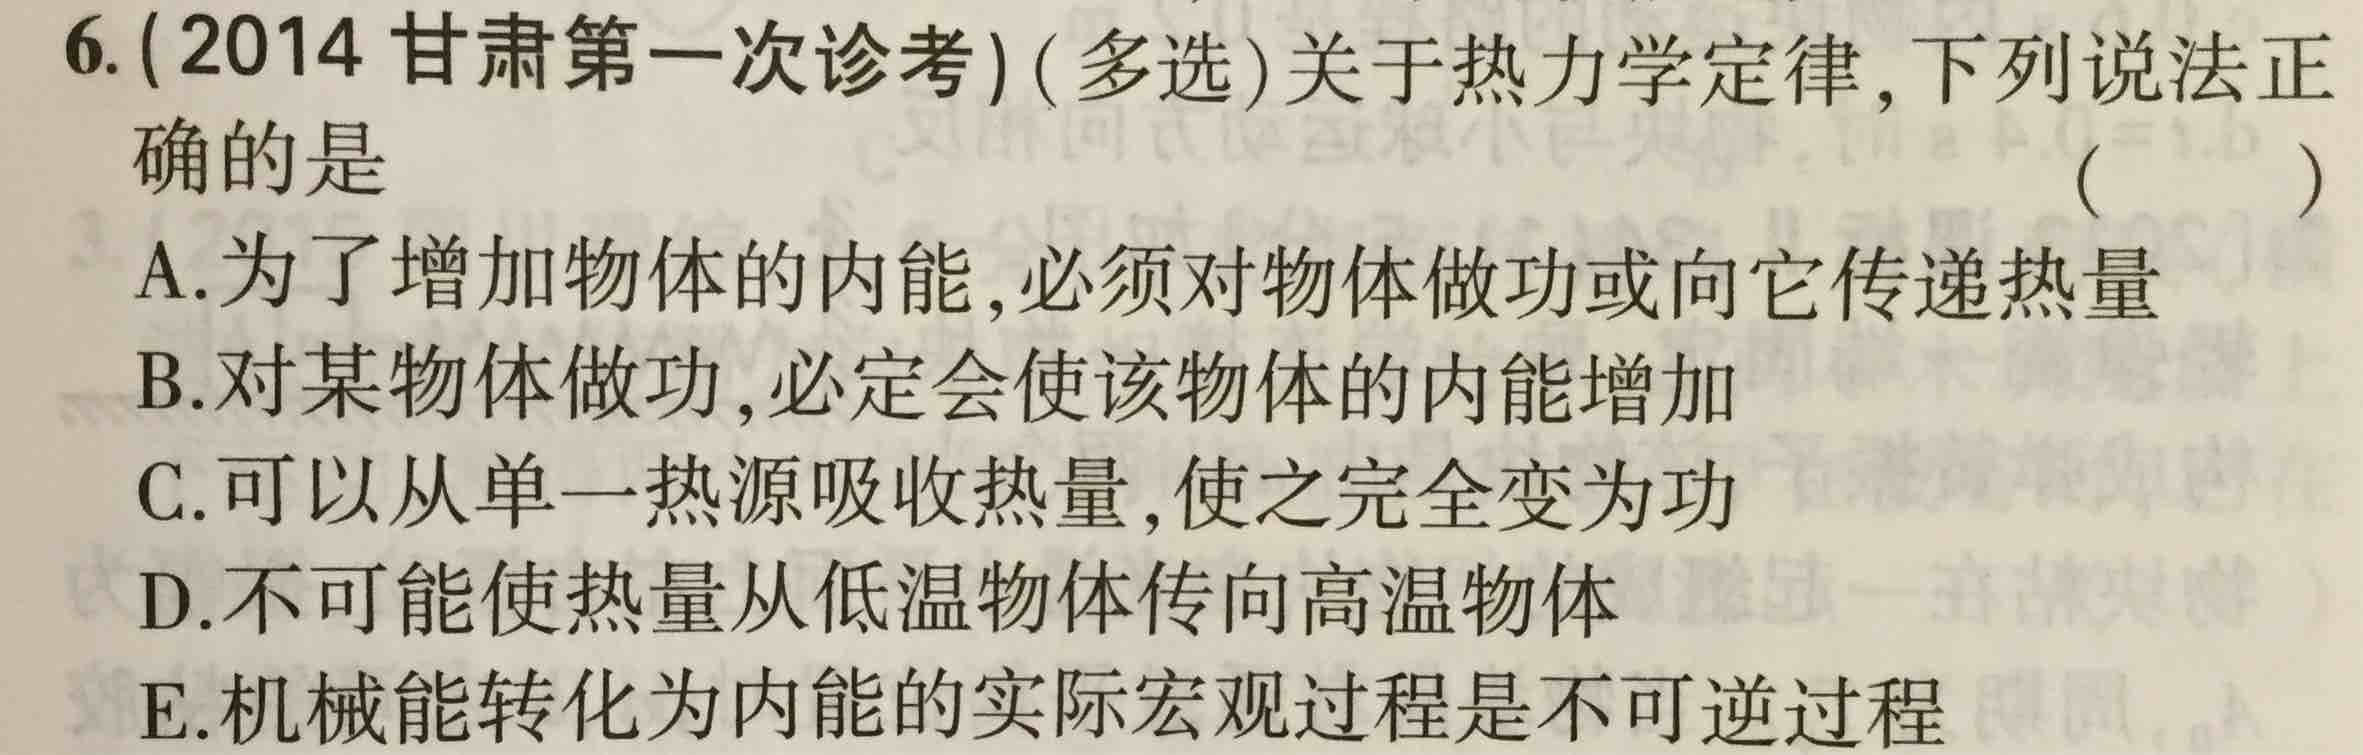 6.(2014 甘肃第一次诊考)(多选)关于热力学定律,下列说法正
确的是 (  )
A.为了增加物体的内能,必须对物体做功或向它传递热量
B.对某物体做功,必定会使该物体的内能增加
C.可以从单一热源吸收热量,使之完全变为功
D.不可能使热量从低温物体传向高温物体
E.机械能转化为内能的实际宏观过程是不可逆过程